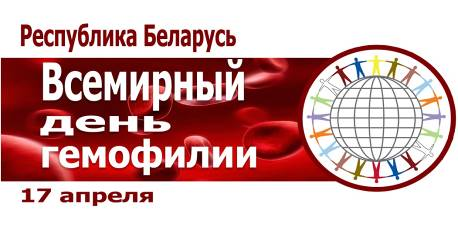 Республика Беларусь
Всемирный
день
гемофилии
17 апреля